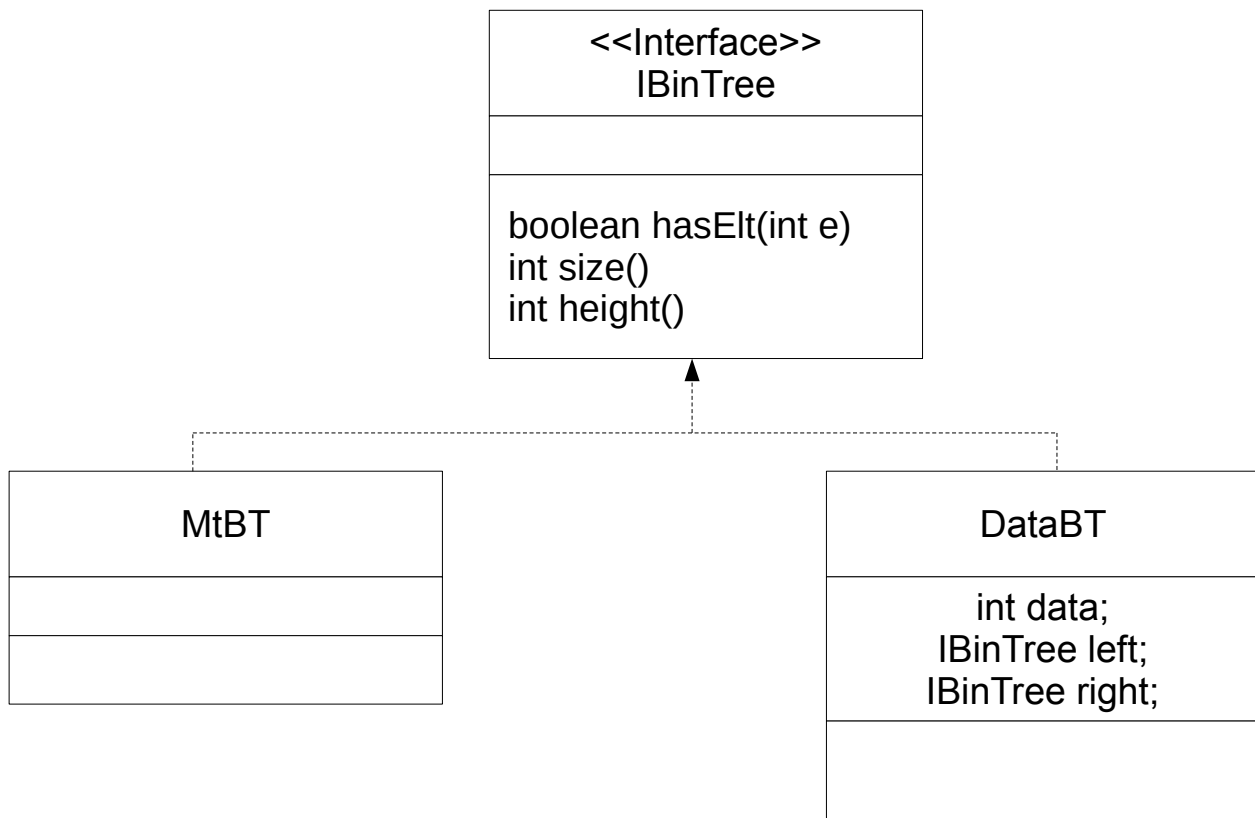 <<Interface>>
IBinTree
boolean hasElt(int e)
int size()
int height()
MtBT
DataBT
int data;
IBinTree left;
IBinTree right;